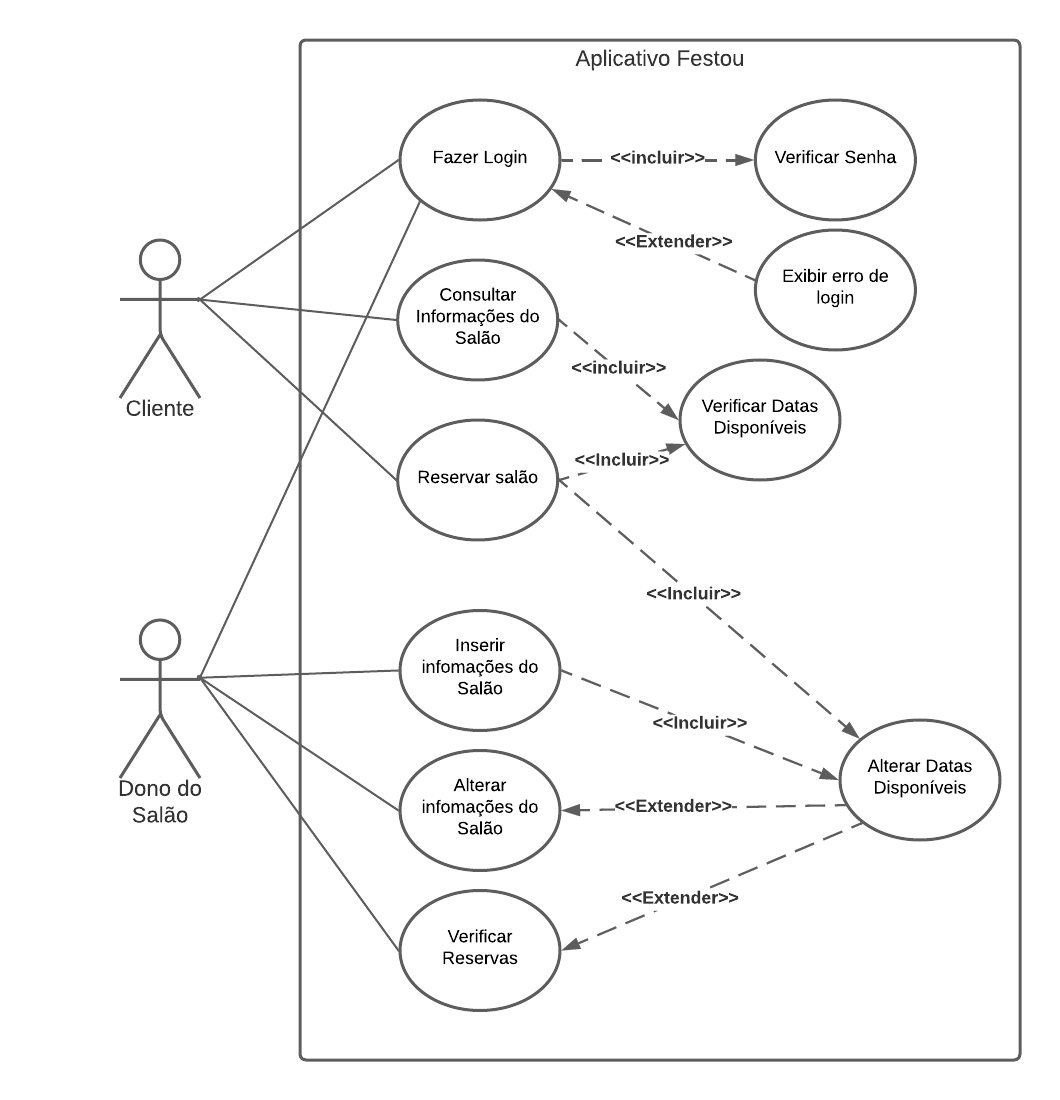 Aplicativo Festou
Fazer Login
<<incluir>>
Verificar Senha
<<Extender>>
Exibir erro de
login
Consultar
Informações do
Salão
<<incluir>>
Verificar Datas
Disponíveis
Cliente
Reservar salão
<<Incluir>>
<<Incluir>>
Inserir
infomações do
Salão
<<Incluir>>
Dono do
Salão
Alterar
infomações do
Salão
<<Extender>>
Alterar Datas
Disponíveis
<<Extender>>
Verificar
Reservas